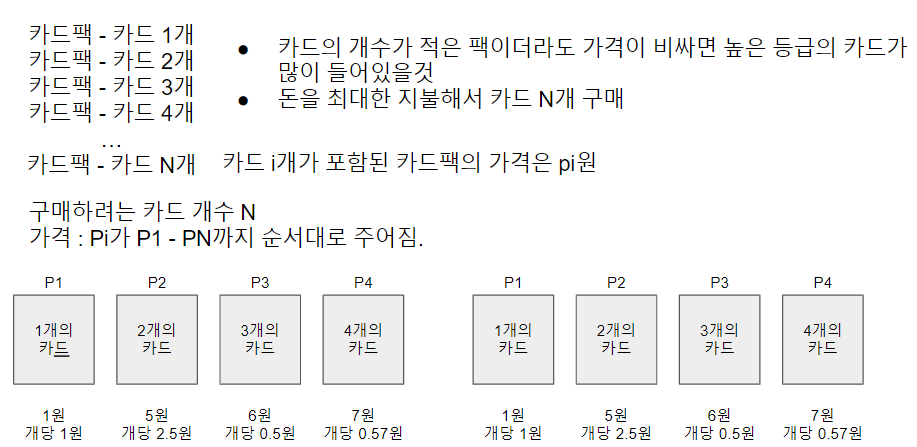 카드팩 - 카드 1개
카드팩 - 카드 2개
카드팩 - 카드 3개
카드팩 - 카드 4개
...
카드팩 - 카드 N개
● 카드의 개수가 적은 팩이더라도 가격이 비싸면 높은 등급의 카드가
많이 들어있을것
● 돈을 최대한 지불해서 카드 N개 구매
카드 i개가 포함된 카드팩의 가격은 pi원
구매하려는 카드 개수 N
가격 : Pi가 P1 - PN까지 순서대로 주어짐.
P1 P2 P3 P4 P1 P2 P3 P4
1개의 2개의 3개의 4개의 1개의 2개의 3개의 4개의
카드 카드 카드 카드 카드 카드 카드 카드
1원 5원 6원 7원 1원 5원 6원 7원
개당 1원 개당 2.5원 개당 0.5원 개당 0.57원 개당 1원 개당 2.5원 개당 0.5원 개당 0.57원